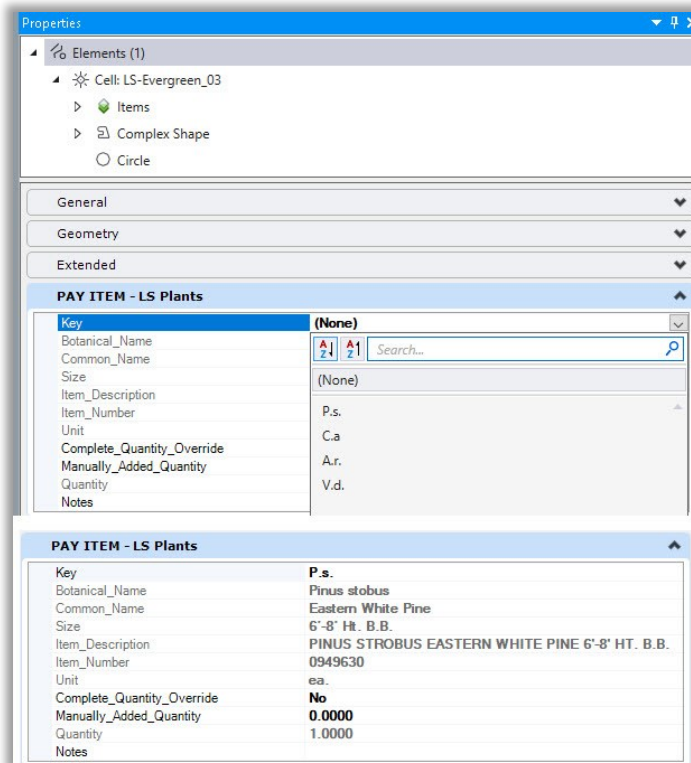 Properties
Elements (1)
Cell: LS-Evergreen_03
Items
Complex Shape
Circle
General
Geometry
Extended
PAY ITEM - LS Plants
Key (None)
Botanical_Name
Common_Name
Size
Item_Description
Item_Number
Unit
Complete_Quantity_Override
Manually_Added_Quantity
Quantity
Notes
A Z A Z Search...
(None)
P.s.
C.a
A.r.
V.d.
PAY ITEM - LS Plants
Key P.s.
Botanical_Name Pinus stobus
Common_Name Eastern White Pine
Size 6'-8' Ht. B.B.
Item_Description PINUS STROBUS EASTERN WHITE PINE 6'-8' HT. B.B.
Item_Number 0949630
Unit ea.
Complete_Quantity_Override No
Manually_Added_Quantity 0.0000
Quantity 1.0000
Notes